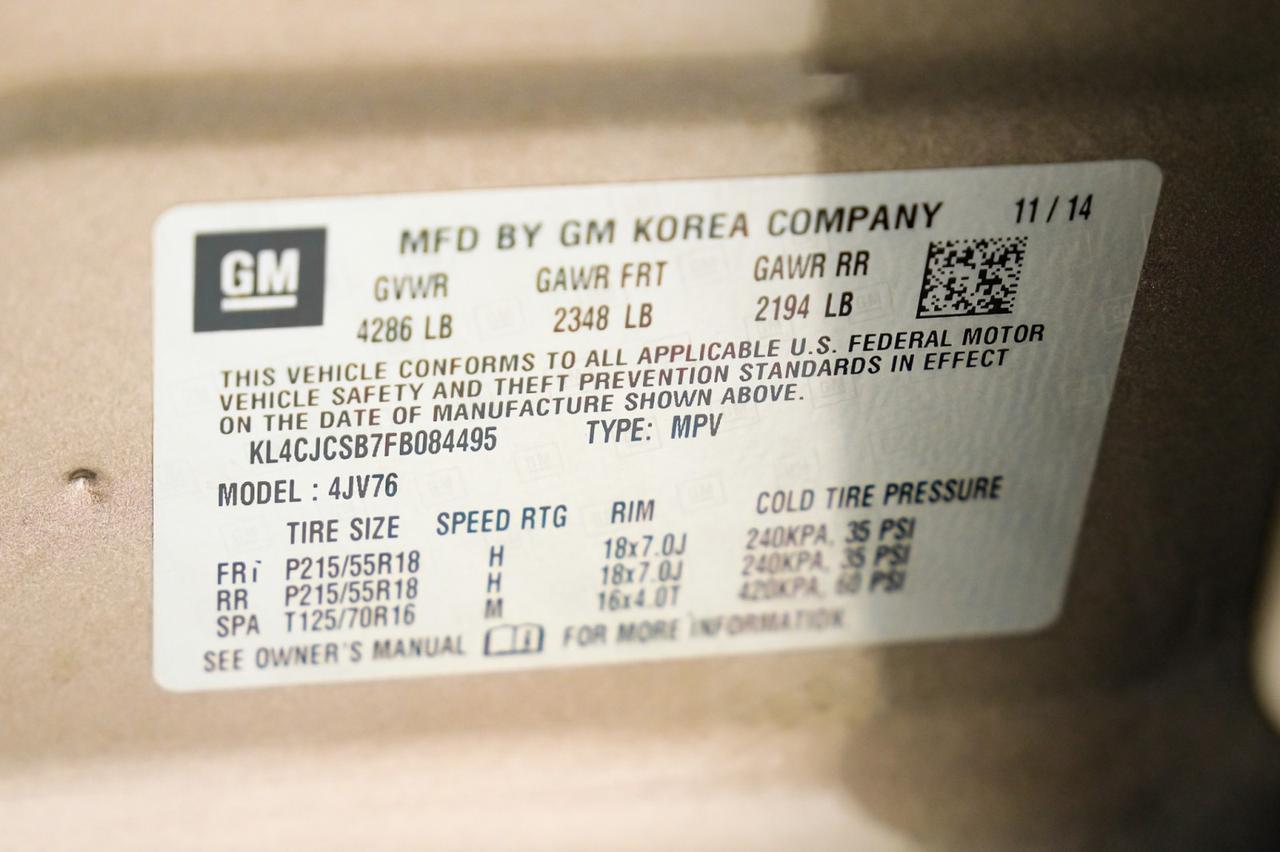 GM
MFD BY GM KOREA COMPANY 11 / 14
GVWR GAWR FRT GAWR RR
4286 LB 2348 LB 2194 LB
THIS VEHICLE CONFORMS TO ALL APPLICABLE U.S. FEDERAL MOTOR
VEHICLE SAFETY AND THEFT PREVENTION STANDARDS IN EFFECT
ON THE DATE OF MANUFACTURE SHOWN ABOVE.
KL4CJCSB7FB084495 TYPE: MPV
MODEL : 4JV76
TIRE SIZE SPEED RTG RIM COLD TIRE PRESSURE
FRT P215/55R18 H 18x7.0J 240KPA, 35 PSI
RR P215/55R18 H 18x7.0J 240KPA, 35 PSI
SPA T125/70R16 M 16x4.0T 420KPA, 60 PSI
SEE OWNER'S MANUAL FOR MORE INFORMATION